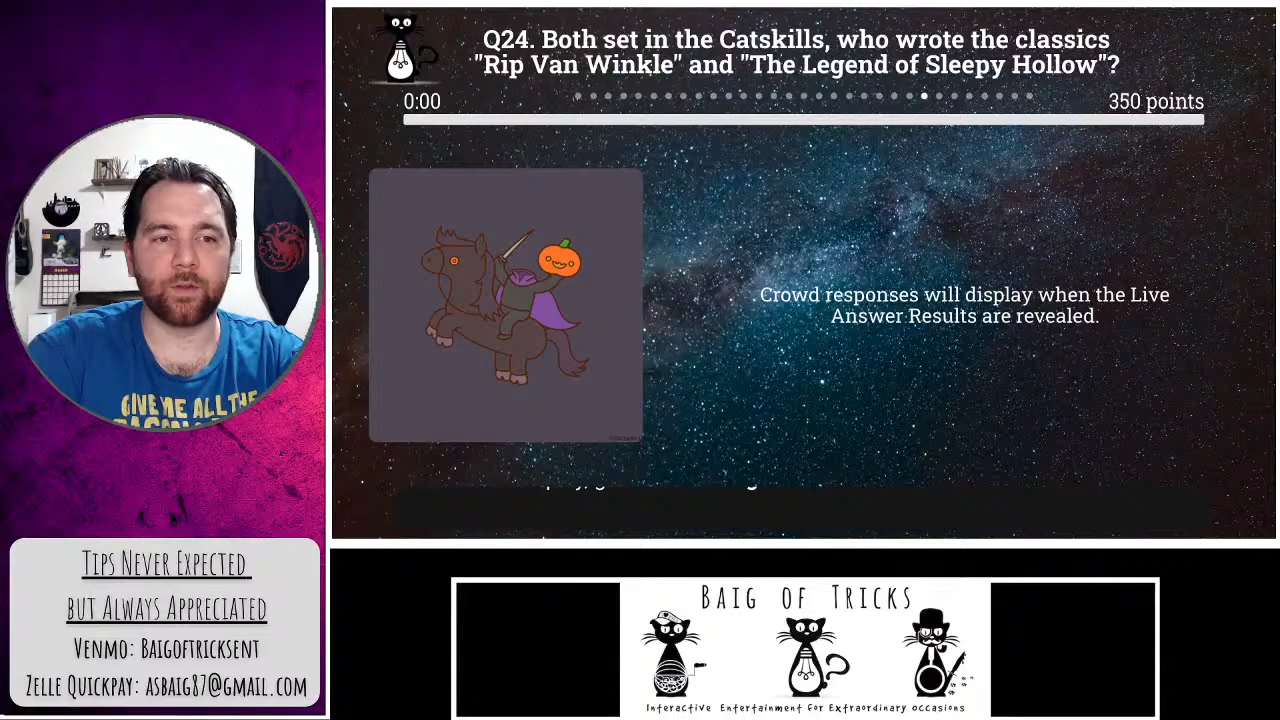 Q24. Both set in the Catskills, who wrote the classics
"Rip Van Winkle" and "The Legend of Sleepy Hollow"?
0:00
350 points
Crowd responses will display when the Live
Answer Results are revealed.
GIVE ME ALL THE
Tips Never Expected
but Always Appreciated
Venmo: Baigoftricksent
Zelle Quickpay: asbaig87@gmail.com
Baig of Tricks
Interactive Entertainment for Extraordinary Occasions